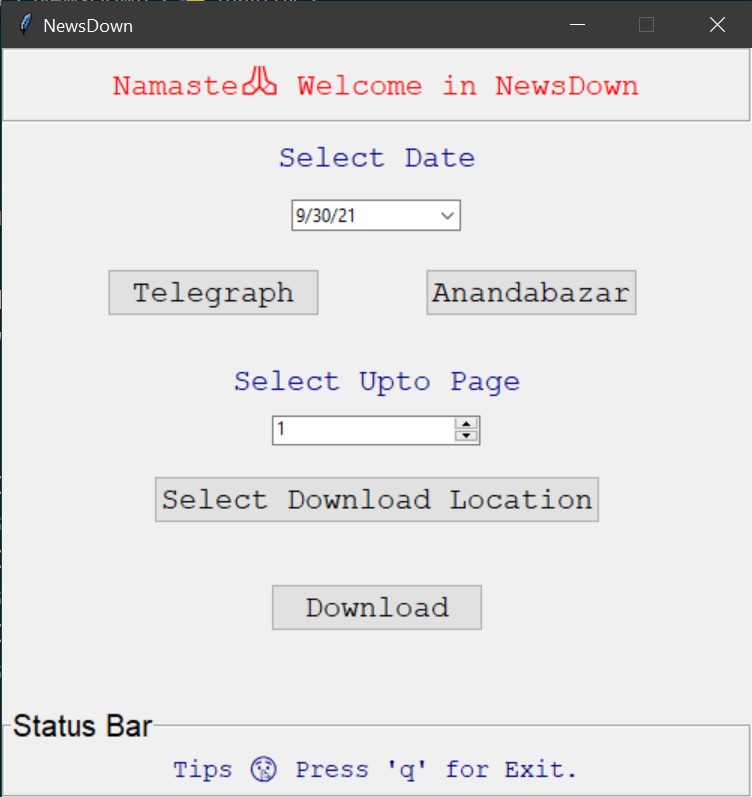 NewsDown
Namaste🙏 Welcome in NewsDown
Select Date
9/30/21
Telegraph Anandabazar
Select Upto Page
1
Select Download Location
Download
Status Bar
Tips 😘 Press 'q' for Exit.